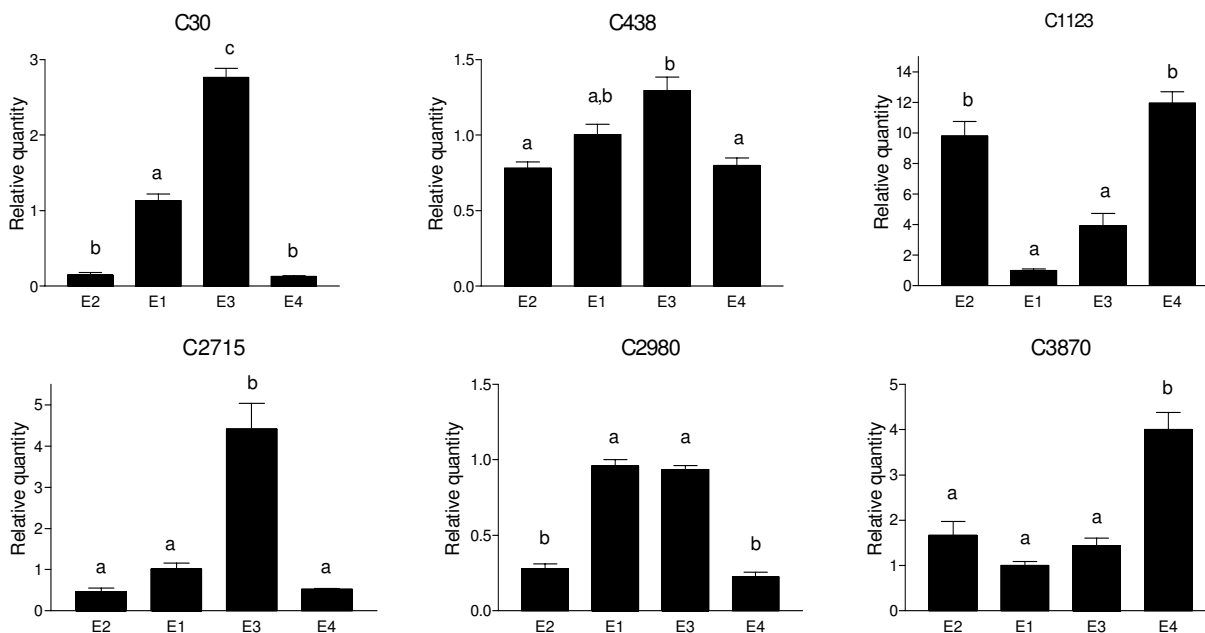 C30
Relative quantity
3
2
1
0
b
a
c
b
E2 E1 E3 E4
C438
Relative quantity
1.5
1.0
0.5
0.0
a
a,b
b
a
E2 E1 E3 E4
C1123
Relative quantity
14
12
10
8
6
4
2
0
b
a
a
b
E2 E1 E3 E4
C2715
Relative quantity
5
4
3
2
1
0
a
a
b
a
E2 E1 E3 E4
C2980
Relative quantity
1.5
1.0
0.5
0.0
b
a
a
b
E2 E1 E3 E4
C3870
Relative quantity
5
4
3
2
1
0
a
a
a
b
E2 E1 E3 E4